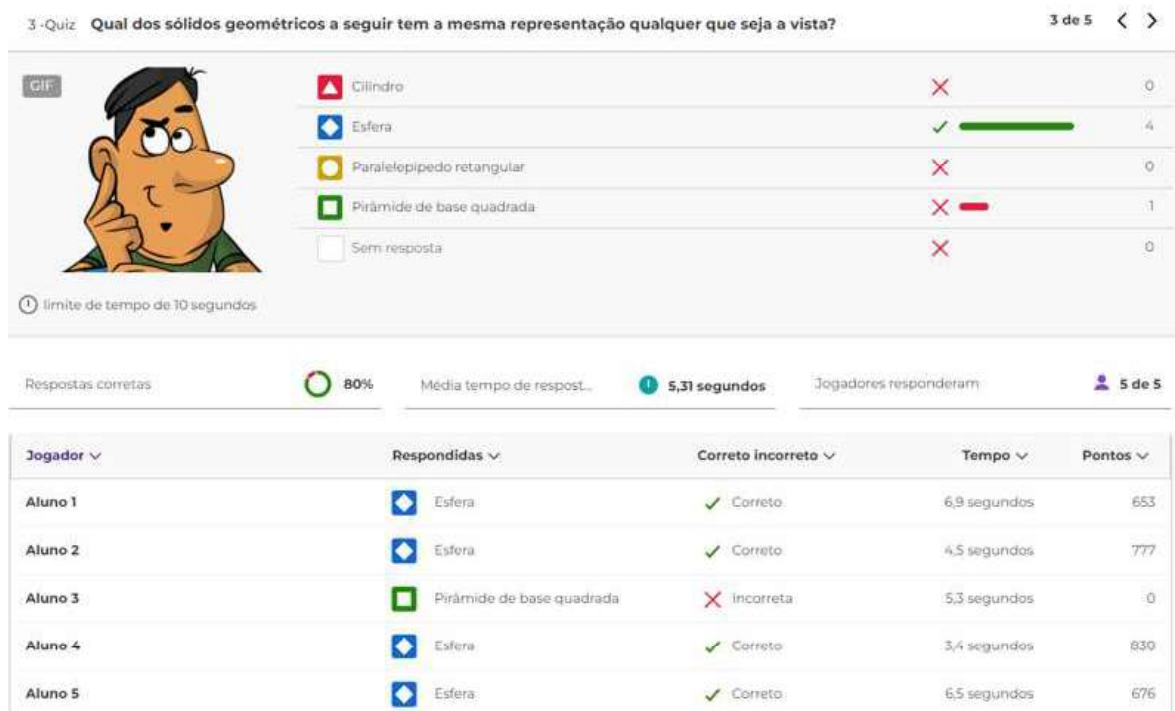 3 -Quiz Qual dos sólidos geométricos a seguir tem a mesma representação qualquer que seja a vista? 3 de 5
GIF
Cilindro 0
Esfera 4
Paralelepípedo retangular 0
Pirâmide de base quadrada 1
Sem resposta 0
limite de tempo de 10 segundos
Respostas corretas 80% Média tempo de respost... 5,31 segundos Jogadores responderam 5 de 5
Jogador Respondidas Correto incorreto Tempo Pontos
Aluno 1 Esfera Correto 6,9 segundos 653
Aluno 2 Esfera Correto 4,5 segundos 777
Aluno 3 Pirâmide de base quadrada Incorreta 5,3 segundos 0
Aluno 4 Esfera Correto 3,4 segundos 830
Aluno 5 Esfera Correto 6,5 segundos 676